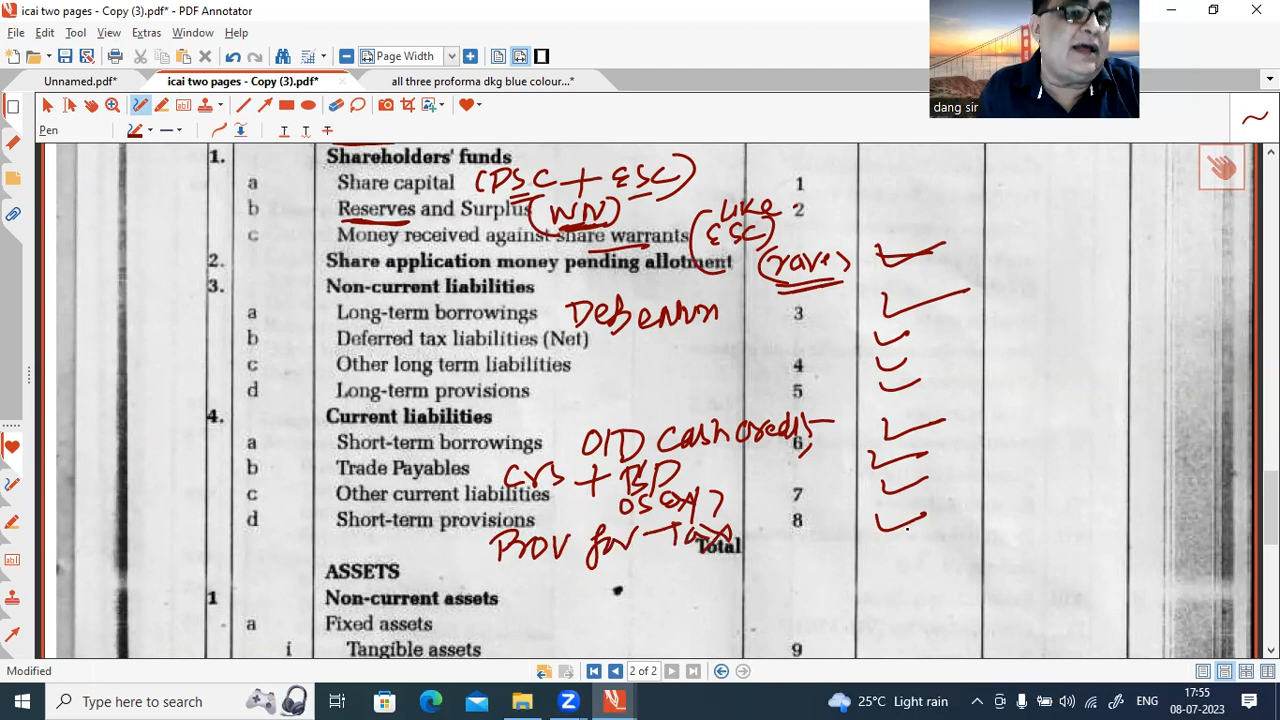 icai two pages - Copy (3).pdf* - PDF Annotator
File Edit Tool View Extras Window Help
Page Width
Unnamed.pdf* icai two pages - Copy (3).pdf* all three proforma dkg blue colour...*
dang sir
Pen
1. Shareholders' funds
a Share capital (PSC + ESC) 1
b Reserves and Surplus (WN) Like 2
c Money received against share warrants ESC)
2. Share application money pending allotment (rare)
3. Non-current liabilities
a Long-term borrowings Debenturs 3
b Deferred tax liabilities (Net)
c Other long term liabilities 4
d Long-term provisions 5
4. Current liabilities
a Short-term borrowings O/D Cash credit 6
b Trade Payables Crs + B/P
c Other current liabilities OS exp 7
d Short-term provisions 8
Prov for Tax Total
ASSETS
1 Non-current assets
a Fixed assets
i Tangible assets 9
Modified 2 of 2
Type here to search 25°C Light rain ENG 17:55
08-07-2023